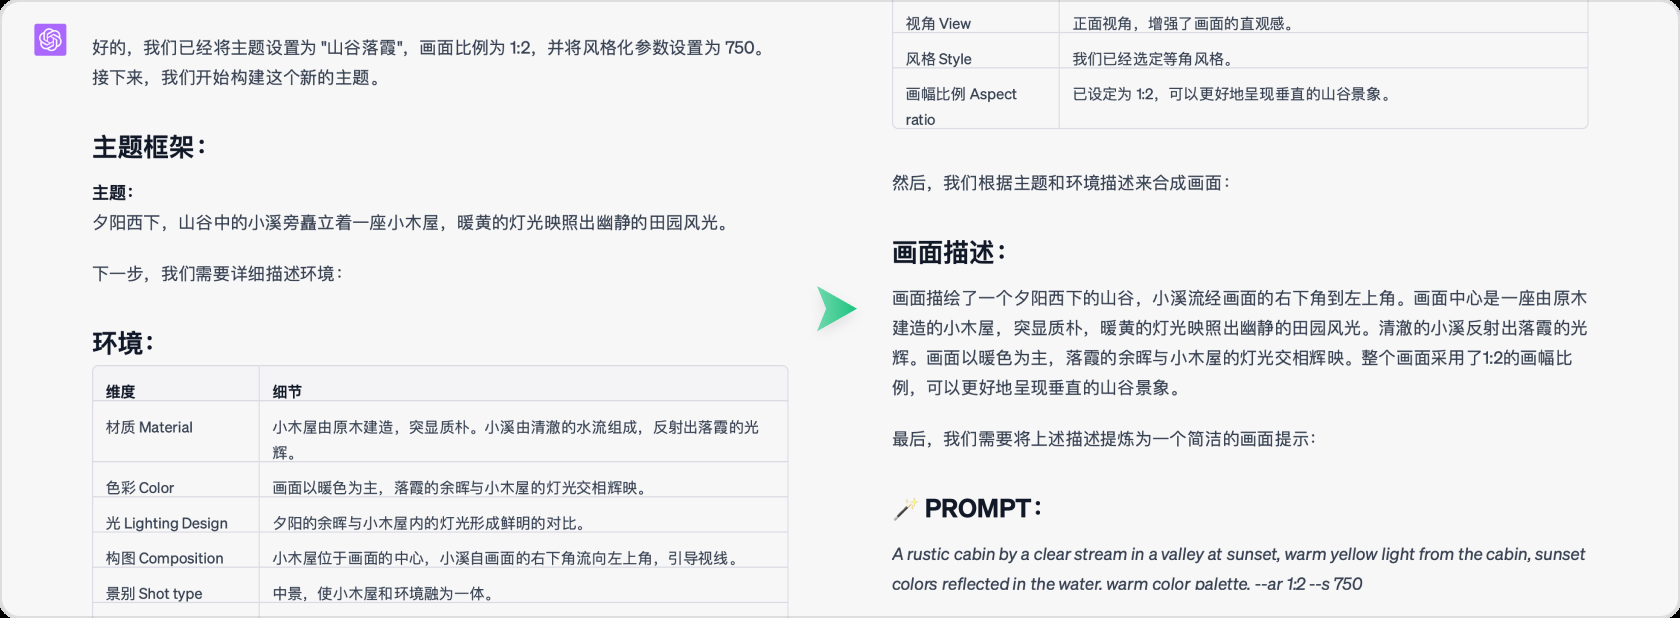 好的，我们已经将主题设置为 "山谷落霞"，画面比例为 1:2，并将风格化参数设置为 750。
接下来，我们开始构建这个新的主题。
主题框架：
主题：
夕阳西下，山谷中的小溪旁矗立着一座小木屋，暖黄的灯光映照出幽静的田园风光。
下一步，我们需要详细描述环境：
环境：
维度 细节
材质 Material 小木屋由原木建造，突显质朴。小溪由清澈的水流组成，反射出落霞的光
辉。
色彩 Color 画面以暖色为主，落霞的余晖与小木屋的灯光交相辉映。
光 Lighting Design 夕阳的余晖与小木屋内的灯光形成鲜明的对比。
构图 Composition 小木屋位于画面的中心，小溪自画面的右下角流向左上角，引导视线。
景别 Shot type 中景，使小木屋和环境融为一体。
视角 View 正面视角，增强了画面的直观感。
风格 Style 我们已经选定等角风格。
画幅比例 Aspect 已设定为 1:2，可以更好地呈现垂直的山谷景象。
ratio
然后，我们根据主题和环境描述来合成画面：
画面描述：
画面描绘了一个夕阳西下的山谷，小溪流经画面的右下角到左上角。画面中心是一座由原木
建造的小木屋，突显质朴，暖黄的灯光映照出幽静的田园风光。清澈的小溪反射出落霞的光
辉。画面以暖色为主，落霞的余晖与小木屋的灯光交相辉映。整个画面采用了1:2的画幅比
例，可以更好地呈现垂直的山谷景象。
最后，我们需要将上述描述提炼为一个简洁的画面提示：
PROMPT：
A rustic cabin by a clear stream in a valley at sunset, warm yellow light from the cabin, sunset
colors reflected in the water, warm color palette. --ar 1:2 --s 750